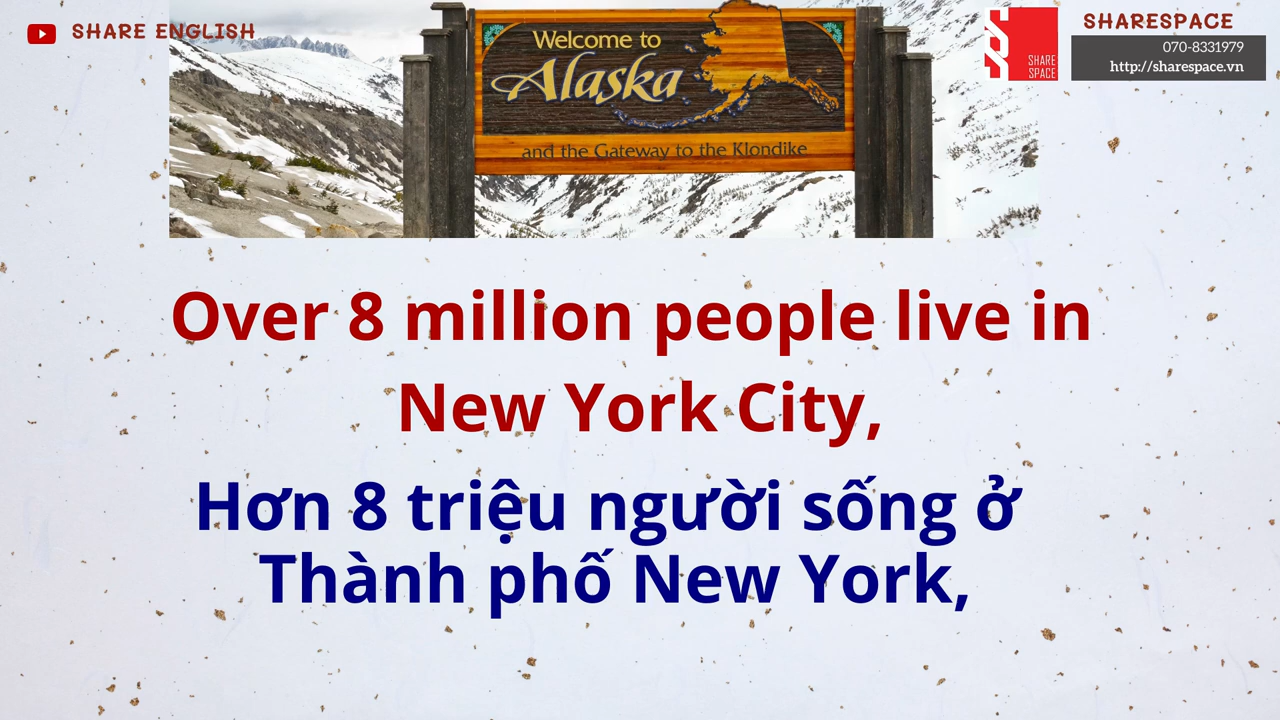 SHARE ENGLISH
Welcome to
Alaska
and the Gateway to the Klondike
SHARE
SPACE
SHARESPACE
070-8331979
http://sharespace.vn
Over 8 million people live in
New York City,
Hơn 8 triệu người sống ở
Thành phố New York,